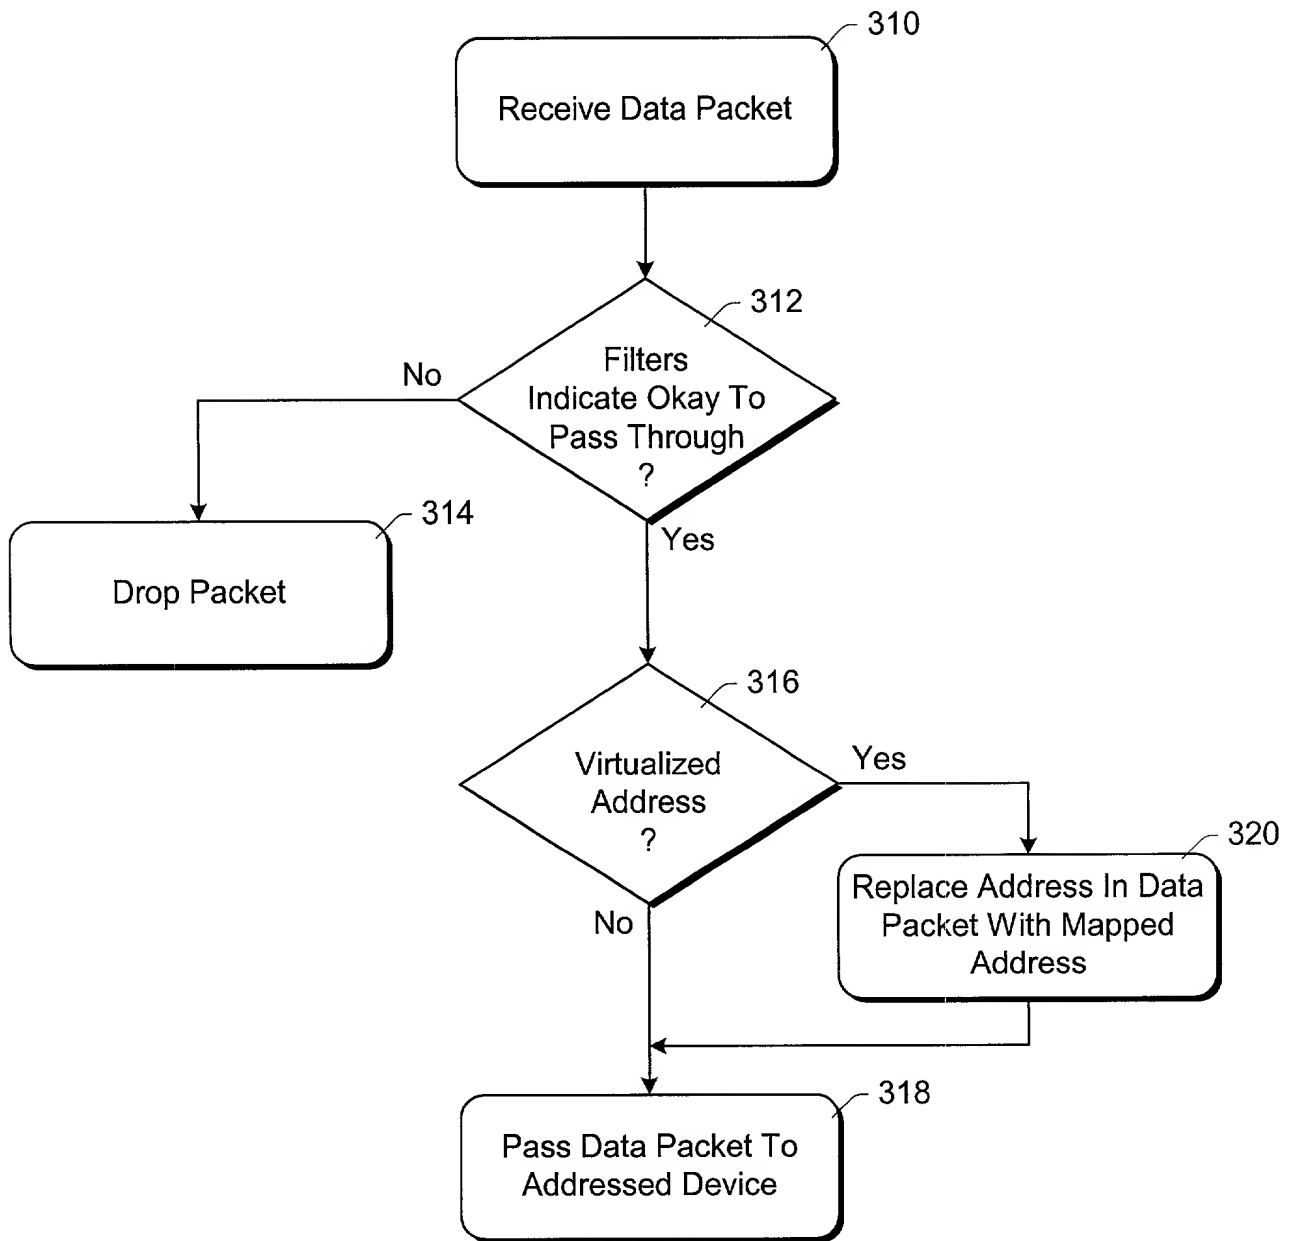 310
Receive Data Packet
312
Filters
Indicate Okay To
Pass Through
?
No
Yes
314
Drop Packet
316
Virtualized
Address
?
Yes
No
320
Replace Address In Data
Packet With Mapped
Address
318
Pass Data Packet To
Addressed Device